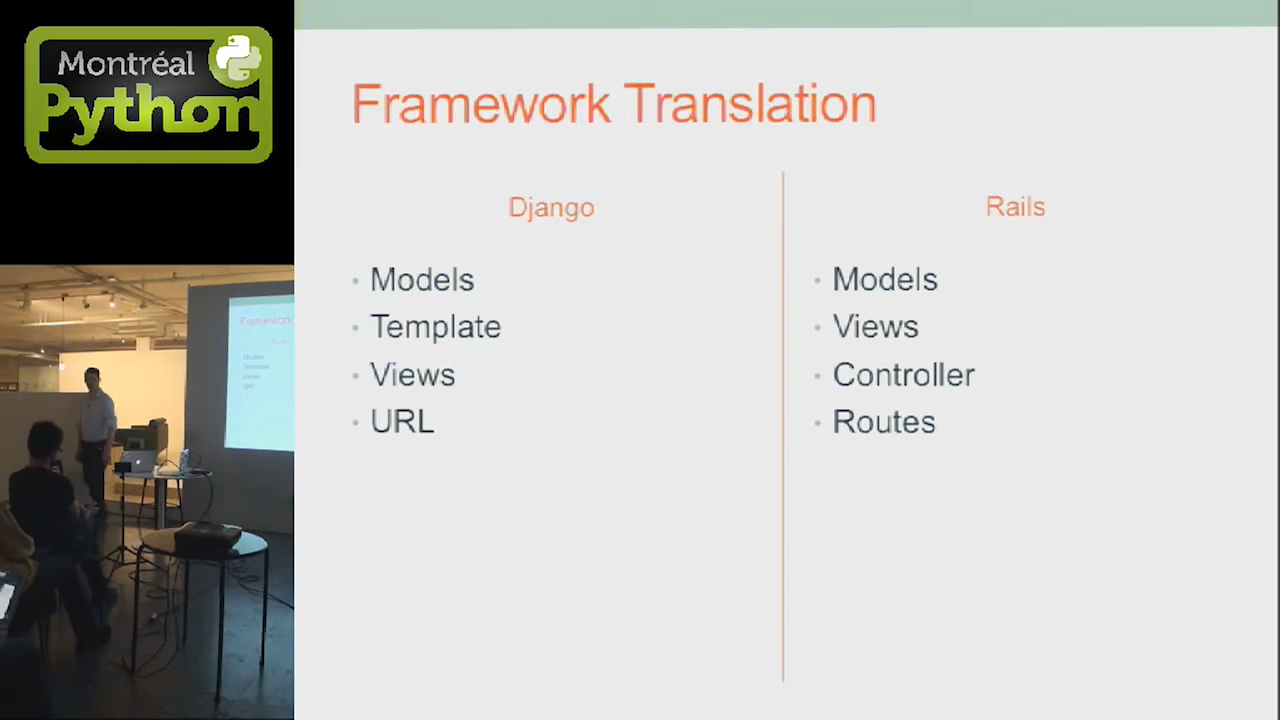 Montréal
Python
Framework Translation
Django
Models
Template
Views
URL
Rails
Models
Views
Controller
Routes